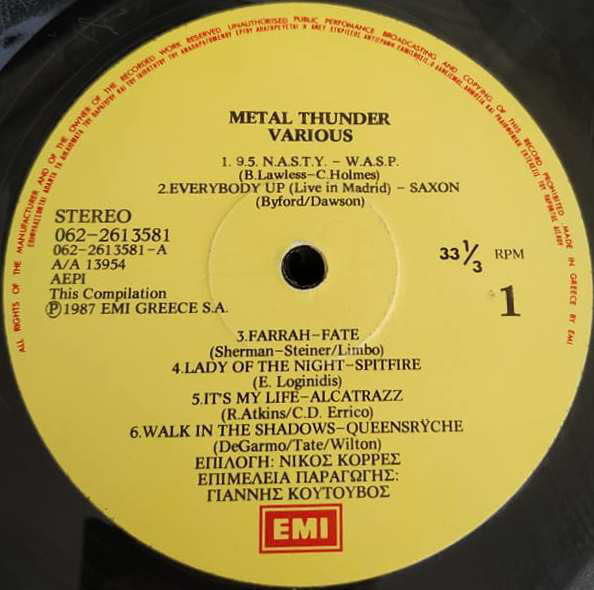 ALL RIGHTS OF THE MANUFACTURER AND OF THE OWNER OF THE RECORDED WORK RESERVED UNAUTHORISED PUBLIC PERFOMANCE BROADCASTING AND COPYING OF THIS RECORD PROHIBITED MADE IN GREECE BY EMI
METAL THUNDER
VARIOUS
1. 9.5. N.A.S.T.Y. – W.A.S.P.
(B.Lawless–C.Holmes)
2.EVERYBODY UP (Live in Madrid) – SAXON
(Byford/Dawson)
STEREO
062–2613581
062–2613581–A
A/A 13954
AEPI
This Compilation
Ⓟ1987 EMI GREECE S.A.
33 1/3 RPM
1
3.FARRAH–FATE
(Sherman–Steiner/Limbo)
4.LADY OF THE NIGHT–SPITFIRE
(E. Loginidis)
5.IT'S MY LIFE–ALCATRAZZ
(R.Atkins/C.D. Errico)
6.WALK IN THE SHADOWS–QUEENSRŸCHE
(DeGarmo/Tate/Wilton)
ΕΠΙΛΟΓΗ: ΝΙΚΟΣ ΚΟΡΡΕΣ
ΕΠΙΜΕΛΕΙΑ ΠΑΡΑΓΩΓΗΣ:
ΓΙΑΝΝΗΣ ΚΟΥΤΟΥΒΟΣ
EMI